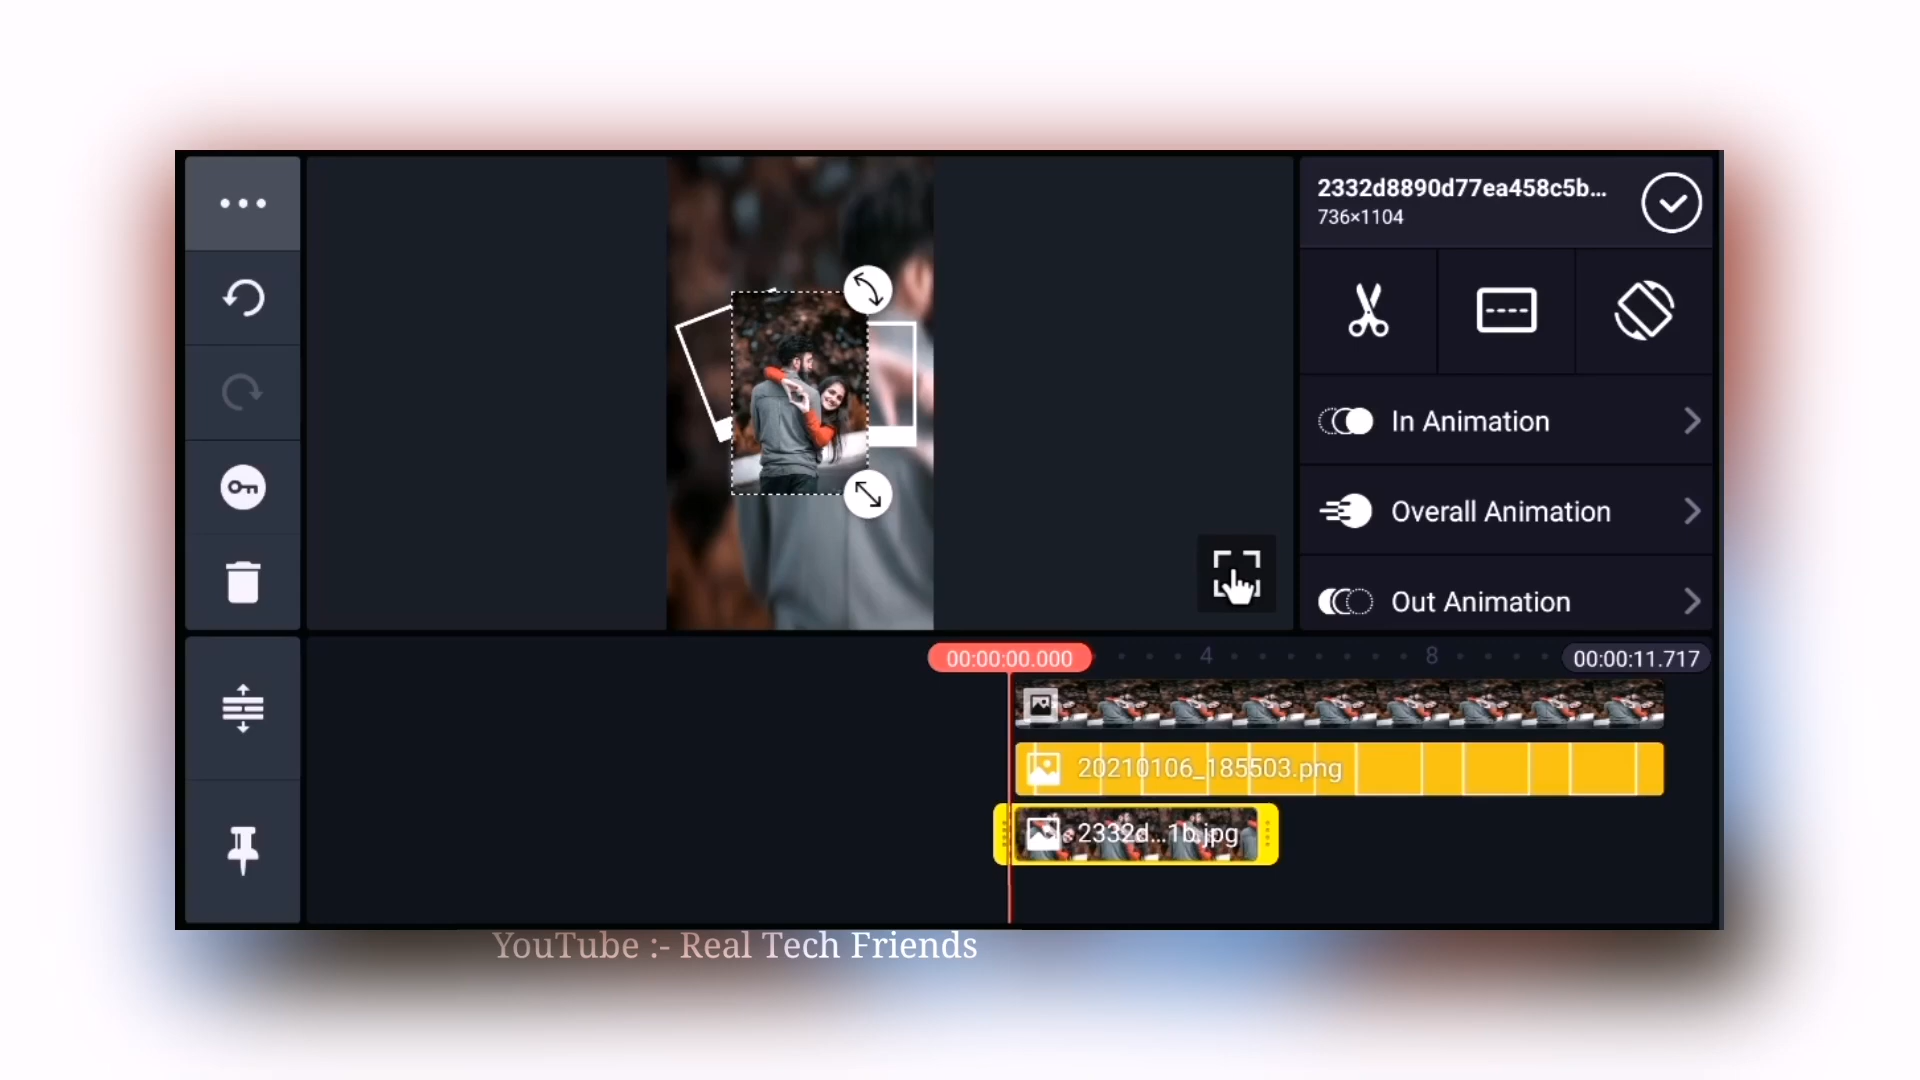 2332d8890d77ea458c5b...
736×1104
In Animation
Overall Animation
Out Animation
00:00:00.000
4
8
00:00:11.717
20210106_185503.png
2332d...1b.jpg
YouTube :- Real Tech Friends